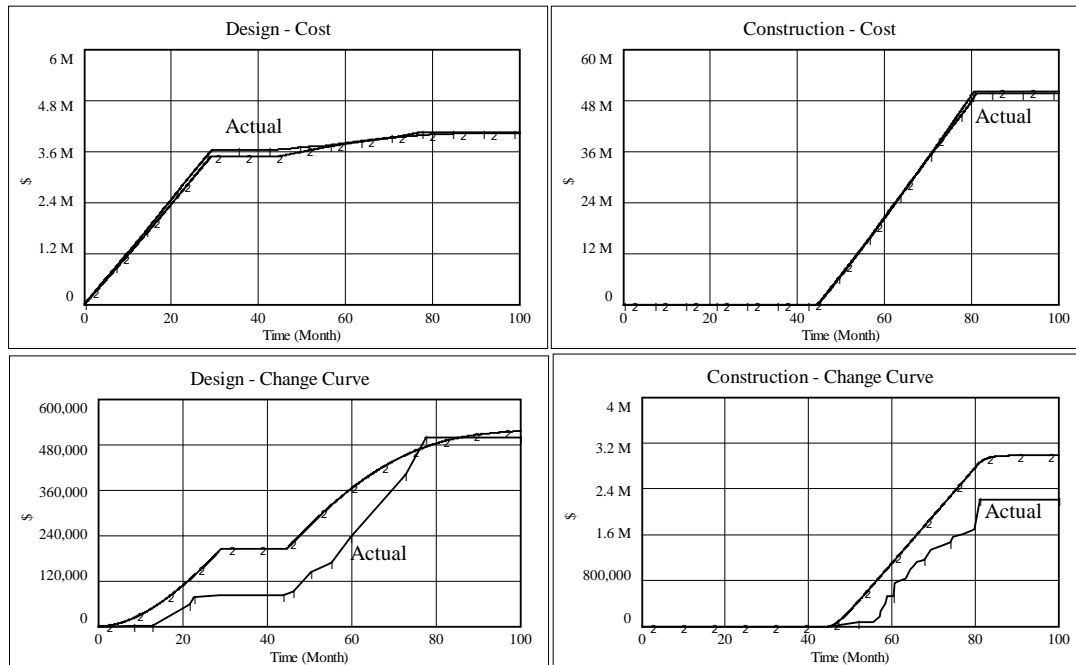 Design - Cost
6 M
4.8 M
3.6 M
2.4 M
1.2 M
0
$
Actual
0 20 40 60 80 100
Time (Month)
Construction - Cost
60 M
48 M
36 M
24 M
12 M
0
$
Actual
0 20 40 60 80 100
Time (Month)
Design - Change Curve
600,000
480,000
360,000
240,000
120,000
0
$
Actual
0 20 40 60 80 100
Time (Month)
Construction - Change Curve
4 M
3.2 M
2.4 M
1.6 M
800,000
0
$
Actual
0 20 40 60 80 100
Time (Month)